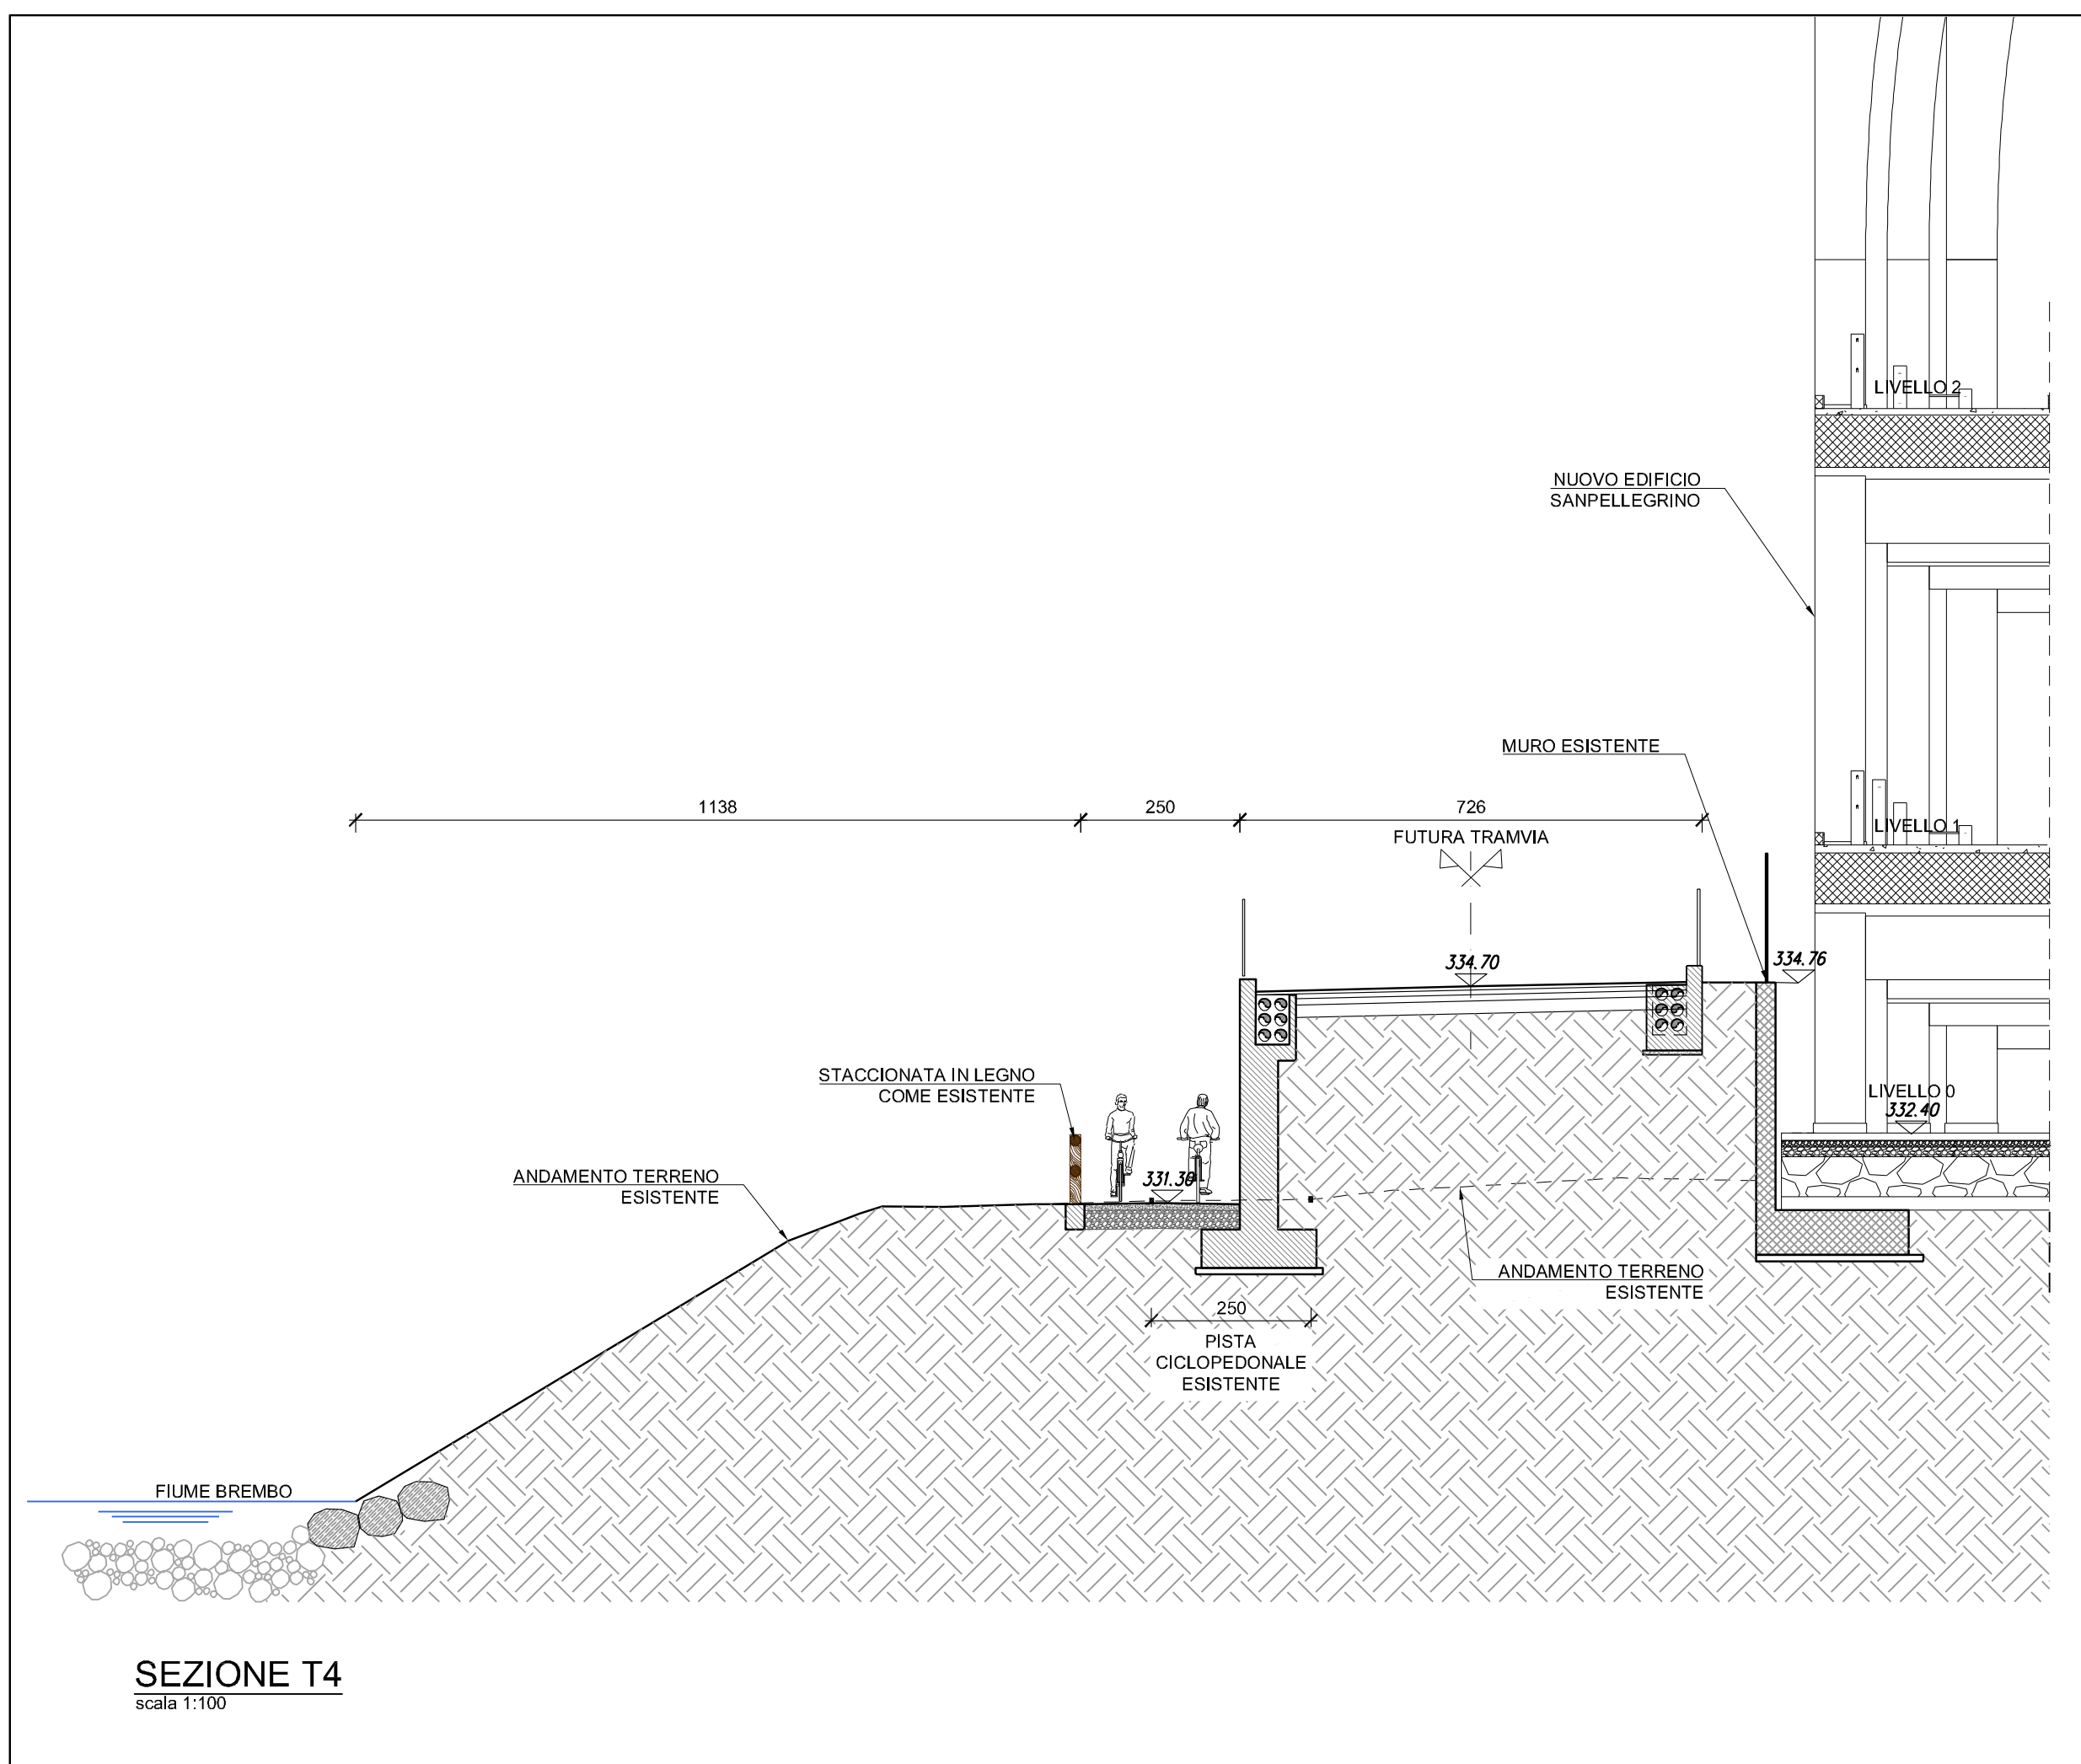 LIVELLO 2
NUOVO EDIFICIO
SANPELLEGRINO
MURO ESISTENTE
1138
250
726
FUTURA TRAMVIA
LIVELLO 1
334.70
334.76
STACCIONATA IN LEGNO
COME ESISTENTE
LIVELLO 0
332.40
ANDAMENTO TERRENO
ESISTENTE
331.30
ANDAMENTO TERRENO
ESISTENTE
250
PISTA
CICLOPEDONALE
ESISTENTE
FIUME BREMBO
SEZIONE T4
scala 1:100